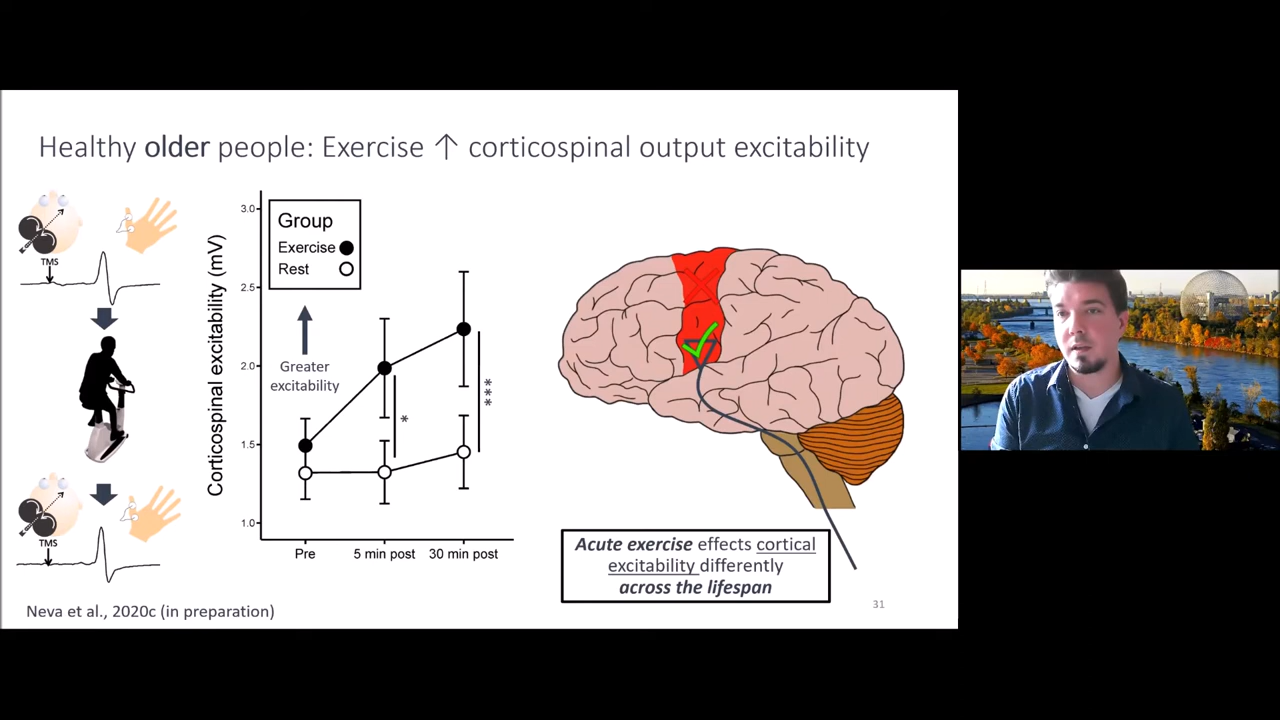 Healthy older people: Exercise ↑ corticospinal output excitability
TMS
TMS
Corticospinal excitability (mV)
3.0
2.5
2.0
1.5
1.0
Group
Exercise
Rest
Greater
excitability
*
***
Pre
5 min post
30 min post
Acute exercise effects cortical
excitability differently
across the lifespan
Neva et al., 2020c (in preparation)
31